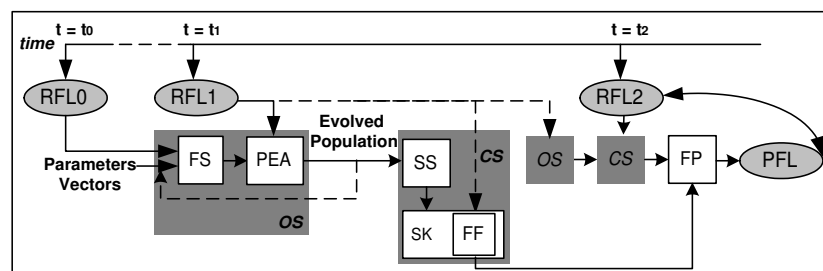 t = t0
t = t1
t = t2
time
RFL0
RFL1
RFL2
Evolved
Population
Parameters
Vectors
FS
PEA
OS
SS
CS
SK
FF
OS
CS
FP
PFL